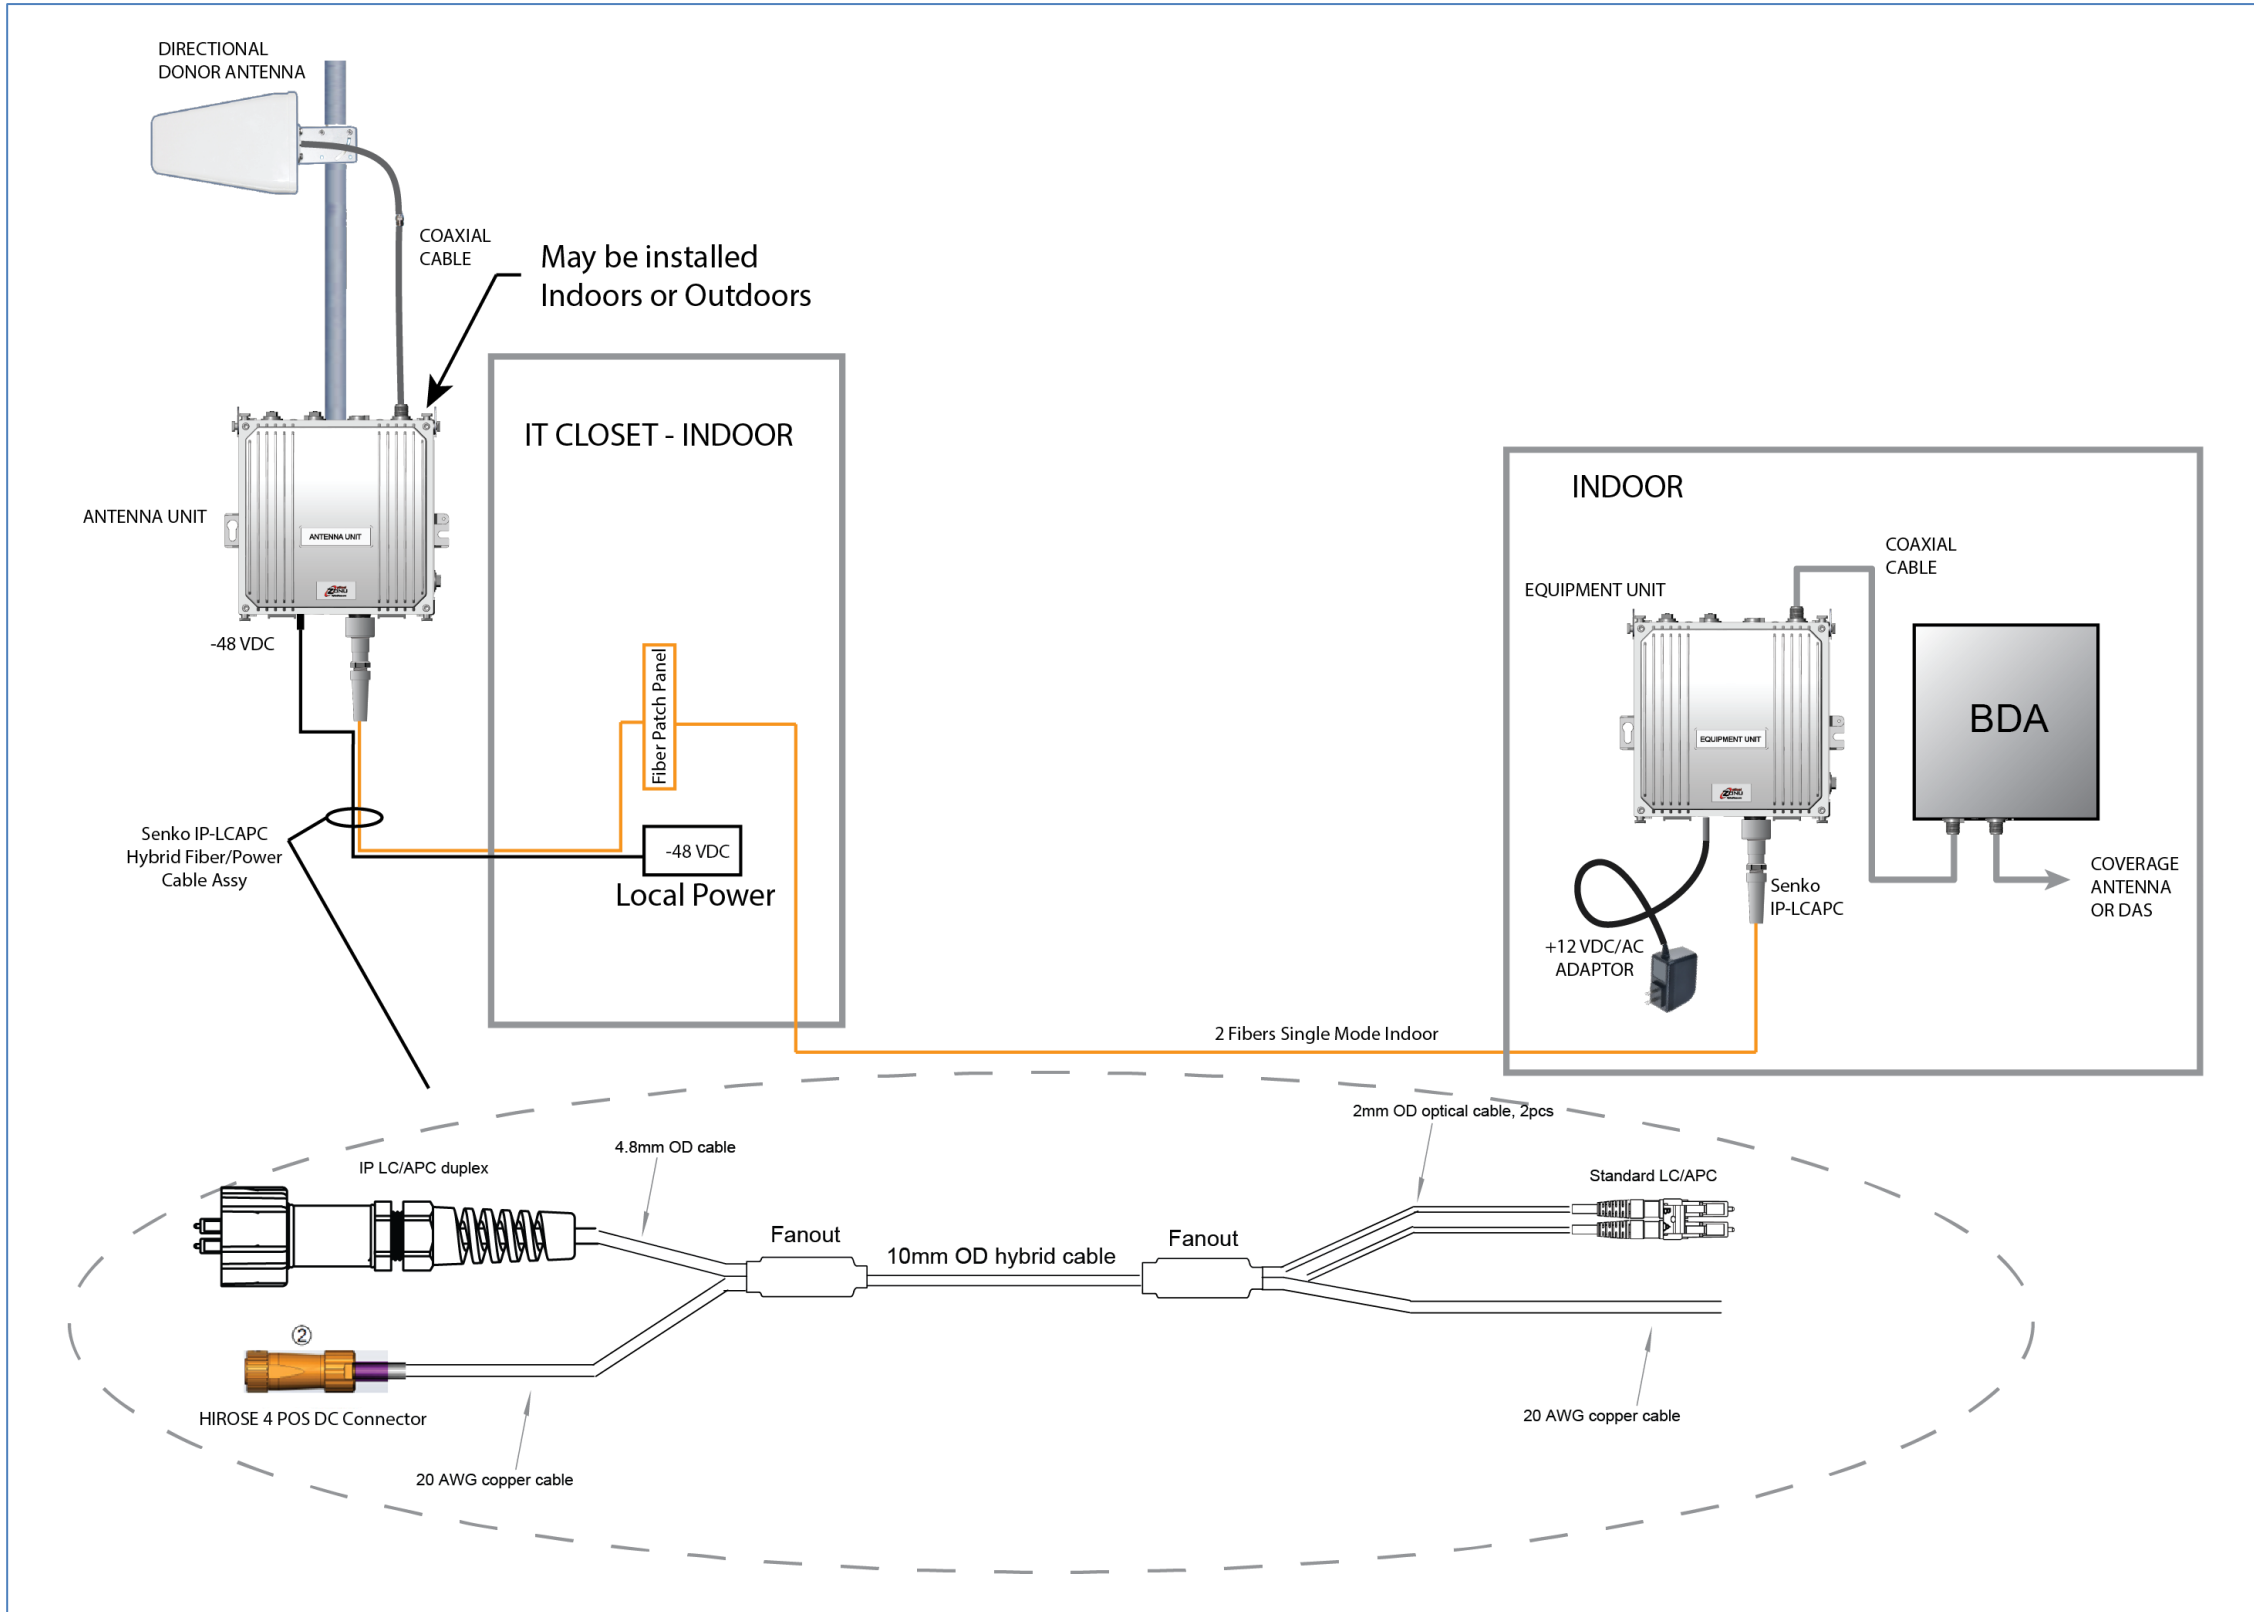 DIRECTIONAL
DONOR ANTENNA
COAXIAL
CABLE
May be installed
Indoors or Outdoors
IT CLOSET - INDOOR
INDOOR
ANTENNA UNIT
ANTENNA UNIT
ZONU
-48 VDC
Fiber Patch Panel
-48 VDC
Local Power
Senko IP-LCAPC
Hybrid Fiber/Power
Cable Assy
COAXIAL
CABLE
EQUIPMENT UNIT
EQUIPMENT UNIT
ZONU
BDA
Senko
IP-LCAPC
+12 VDC/AC
ADAPTOR
COVERAGE
ANTENNA
OR DAS
2 Fibers Single Mode Indoor
2mm OD optical cable, 2pcs
4.8mm OD cable
IP LC/APC duplex
Standard LC/APC
B
A
Fanout
10mm OD hybrid cable
Fanout
②
HIROSE 4 POS DC Connector
20 AWG copper cable
20 AWG copper cable